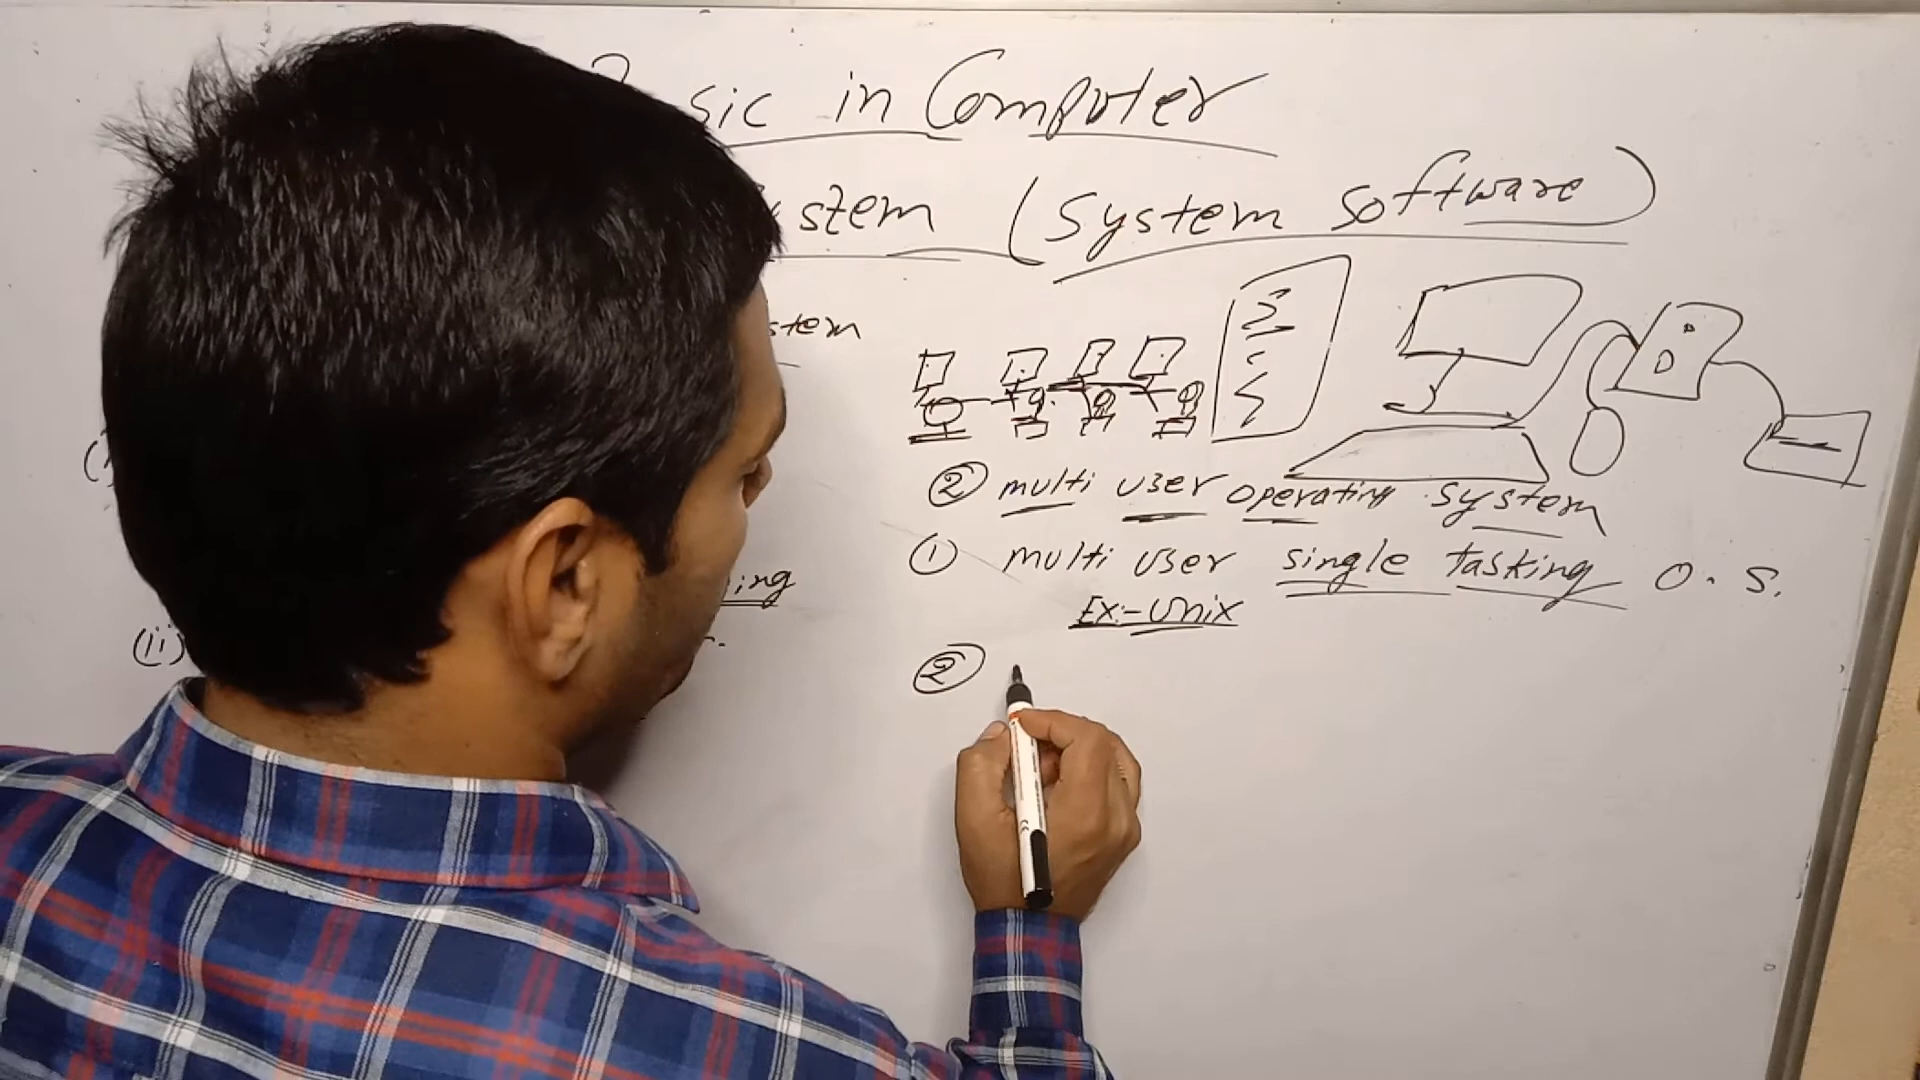 sic in Computer
stem (System software)
stem
② multi user operating system
① multi user single tasking O.S.
ing
Ex:- Unix
(ii)
②